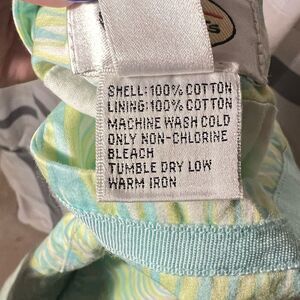 SHELL: 100% COTTON
LINING: 100% COTTON
MACHINE WASH COLD
ONLY NON-CHLORINE
BLEACH
TUMBLE DRY LOW
WARM IRON